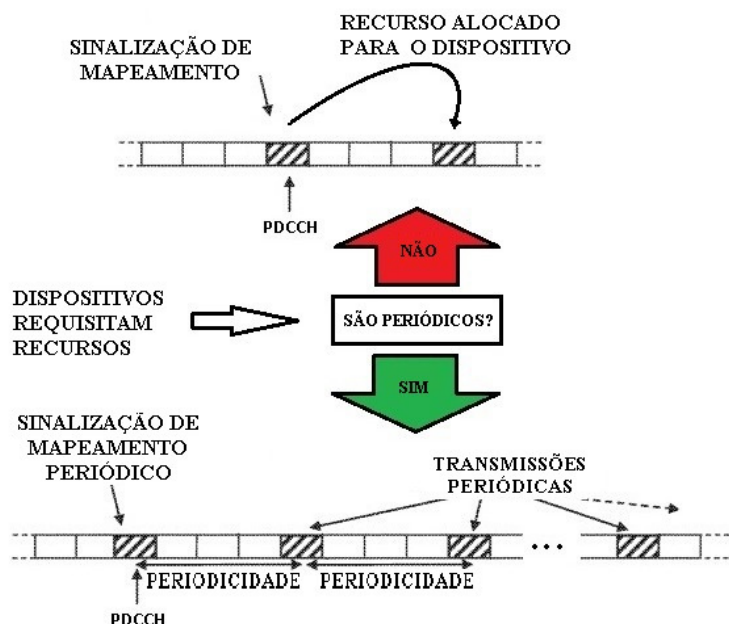 RECURSO ALOCADO
PARA O DISPOSITIVO
SINALIZAÇÃO DE
MAPEAMENTO
PDCCH
NÃO
DISPOSITIVOS
REQUISITAM
RECURSOS
SÃO PERIÓDICOS?
SIM
SINALIZAÇÃO DE
MAPEAMENTO
PERIÓDICO
TRANSMISSÕES
PERIÓDICAS
PERIODICIDADE
PERIODICIDADE
PDCCH